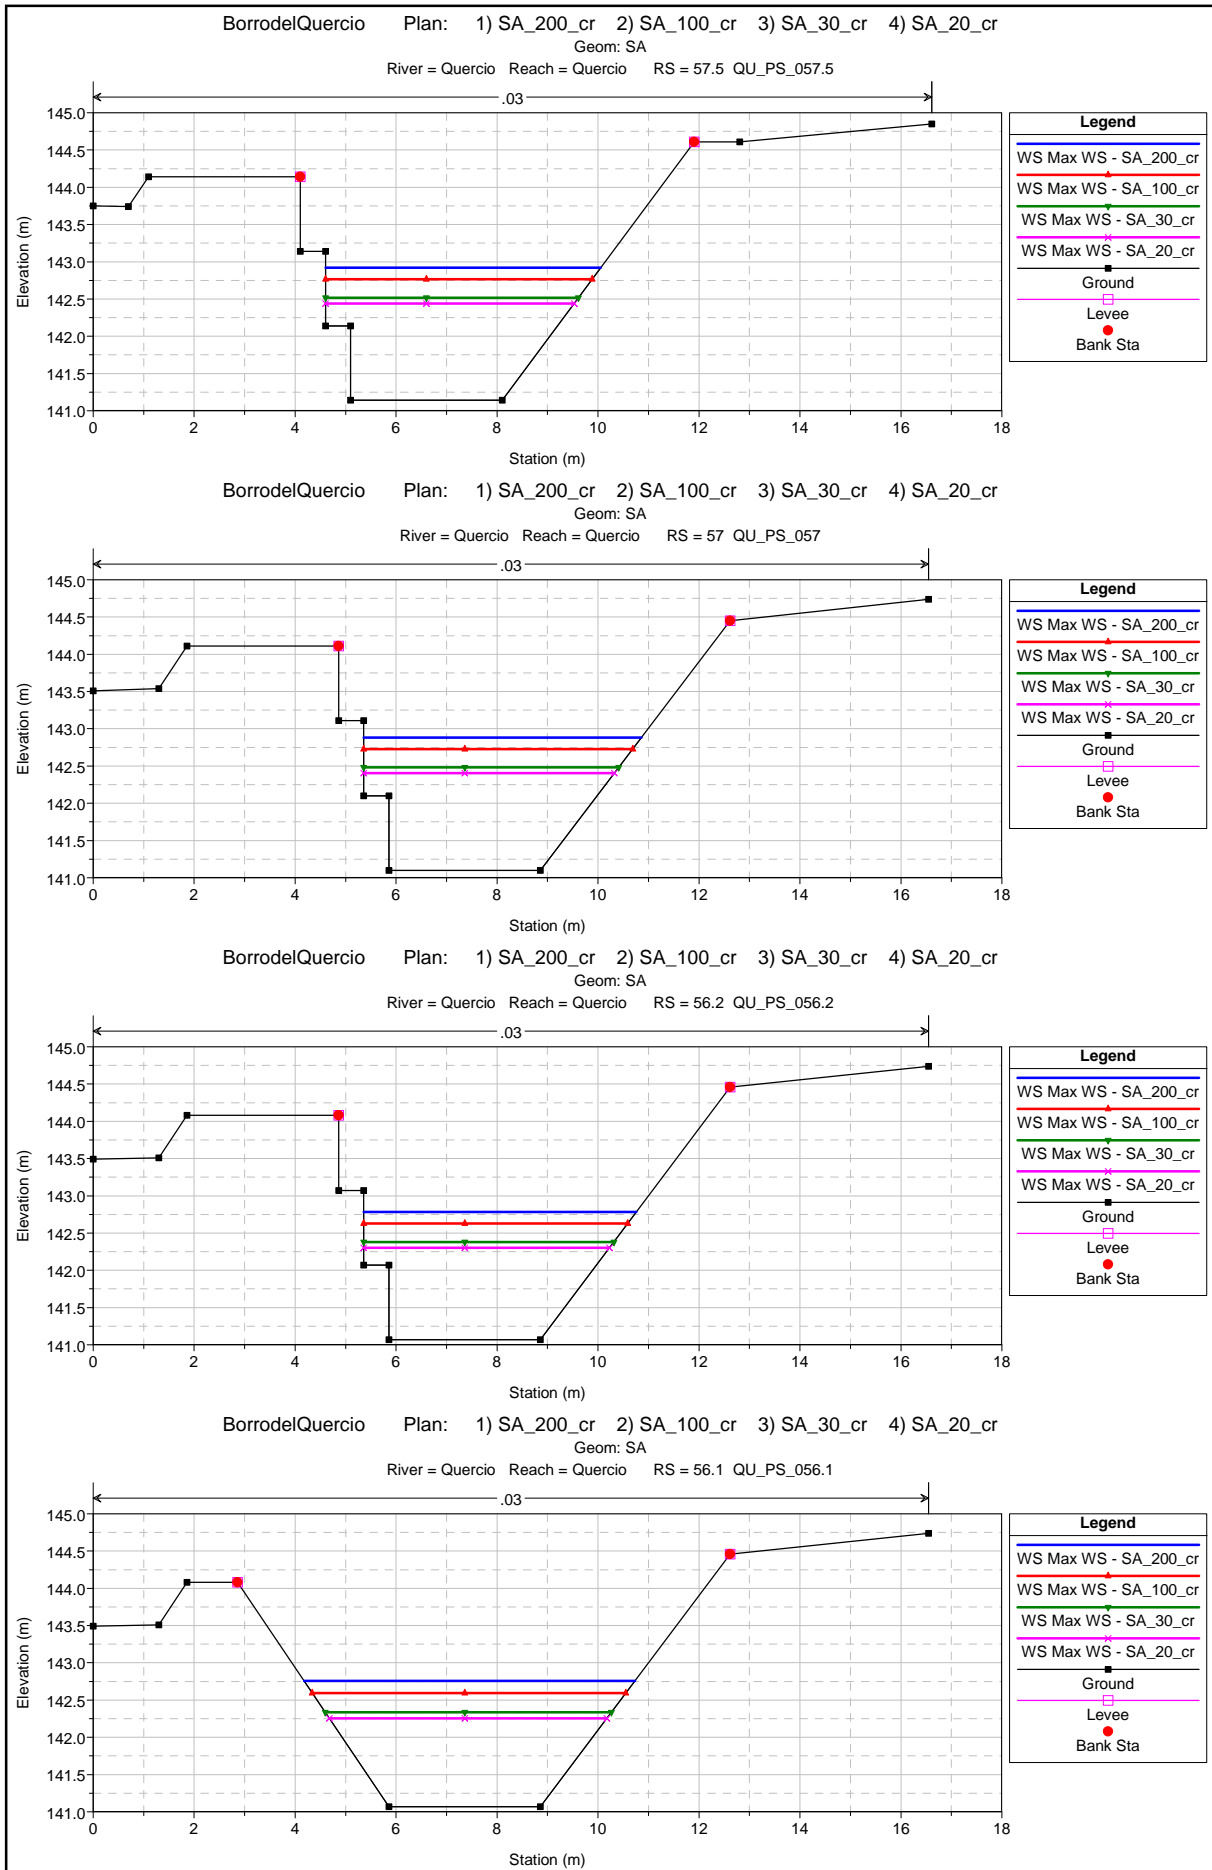 BorrodelQuercio Plan: 1) SA_200_cr 2) SA_100_cr 3) SA_30_cr 4) SA_20_cr
Geom: SA
River = Quercio Reach = Quercio RS = 57.5 QU_PS_057.5
.03
145.0
144.5
144.0
143.5
143.0
142.5
142.0
141.5
141.0
Elevation (m)
0 2 4 6 8 10 12 14 16 18
Station (m)
Legend
WS Max WS - SA_200_cr
WS Max WS - SA_100_cr
WS Max WS - SA_30_cr
WS Max WS - SA_20_cr
Ground
Levee
Bank Sta
BorrodelQuercio Plan: 1) SA_200_cr 2) SA_100_cr 3) SA_30_cr 4) SA_20_cr
Geom: SA
River = Quercio Reach = Quercio RS = 57 QU_PS_057
.03
145.0
144.5
144.0
143.5
143.0
142.5
142.0
141.5
141.0
Elevation (m)
0 2 4 6 8 10 12 14 16 18
Station (m)
Legend
WS Max WS - SA_200_cr
WS Max WS - SA_100_cr
WS Max WS - SA_30_cr
WS Max WS - SA_20_cr
Ground
Levee
Bank Sta
BorrodelQuercio Plan: 1) SA_200_cr 2) SA_100_cr 3) SA_30_cr 4) SA_20_cr
Geom: SA
River = Quercio Reach = Quercio RS = 56.2 QU_PS_056.2
.03
145.0
144.5
144.0
143.5
143.0
142.5
142.0
141.5
141.0
Elevation (m)
0 2 4 6 8 10 12 14 16 18
Station (m)
Legend
WS Max WS - SA_200_cr
WS Max WS - SA_100_cr
WS Max WS - SA_30_cr
WS Max WS - SA_20_cr
Ground
Levee
Bank Sta
BorrodelQuercio Plan: 1) SA_200_cr 2) SA_100_cr 3) SA_30_cr 4) SA_20_cr
Geom: SA
River = Quercio Reach = Quercio RS = 56.1 QU_PS_056.1
.03
145.0
144.5
144.0
143.5
143.0
142.5
142.0
141.5
141.0
Elevation (m)
0 2 4 6 8 10 12 14 16 18
Station (m)
Legend
WS Max WS - SA_200_cr
WS Max WS - SA_100_cr
WS Max WS - SA_30_cr
WS Max WS - SA_20_cr
Ground
Levee
Bank Sta